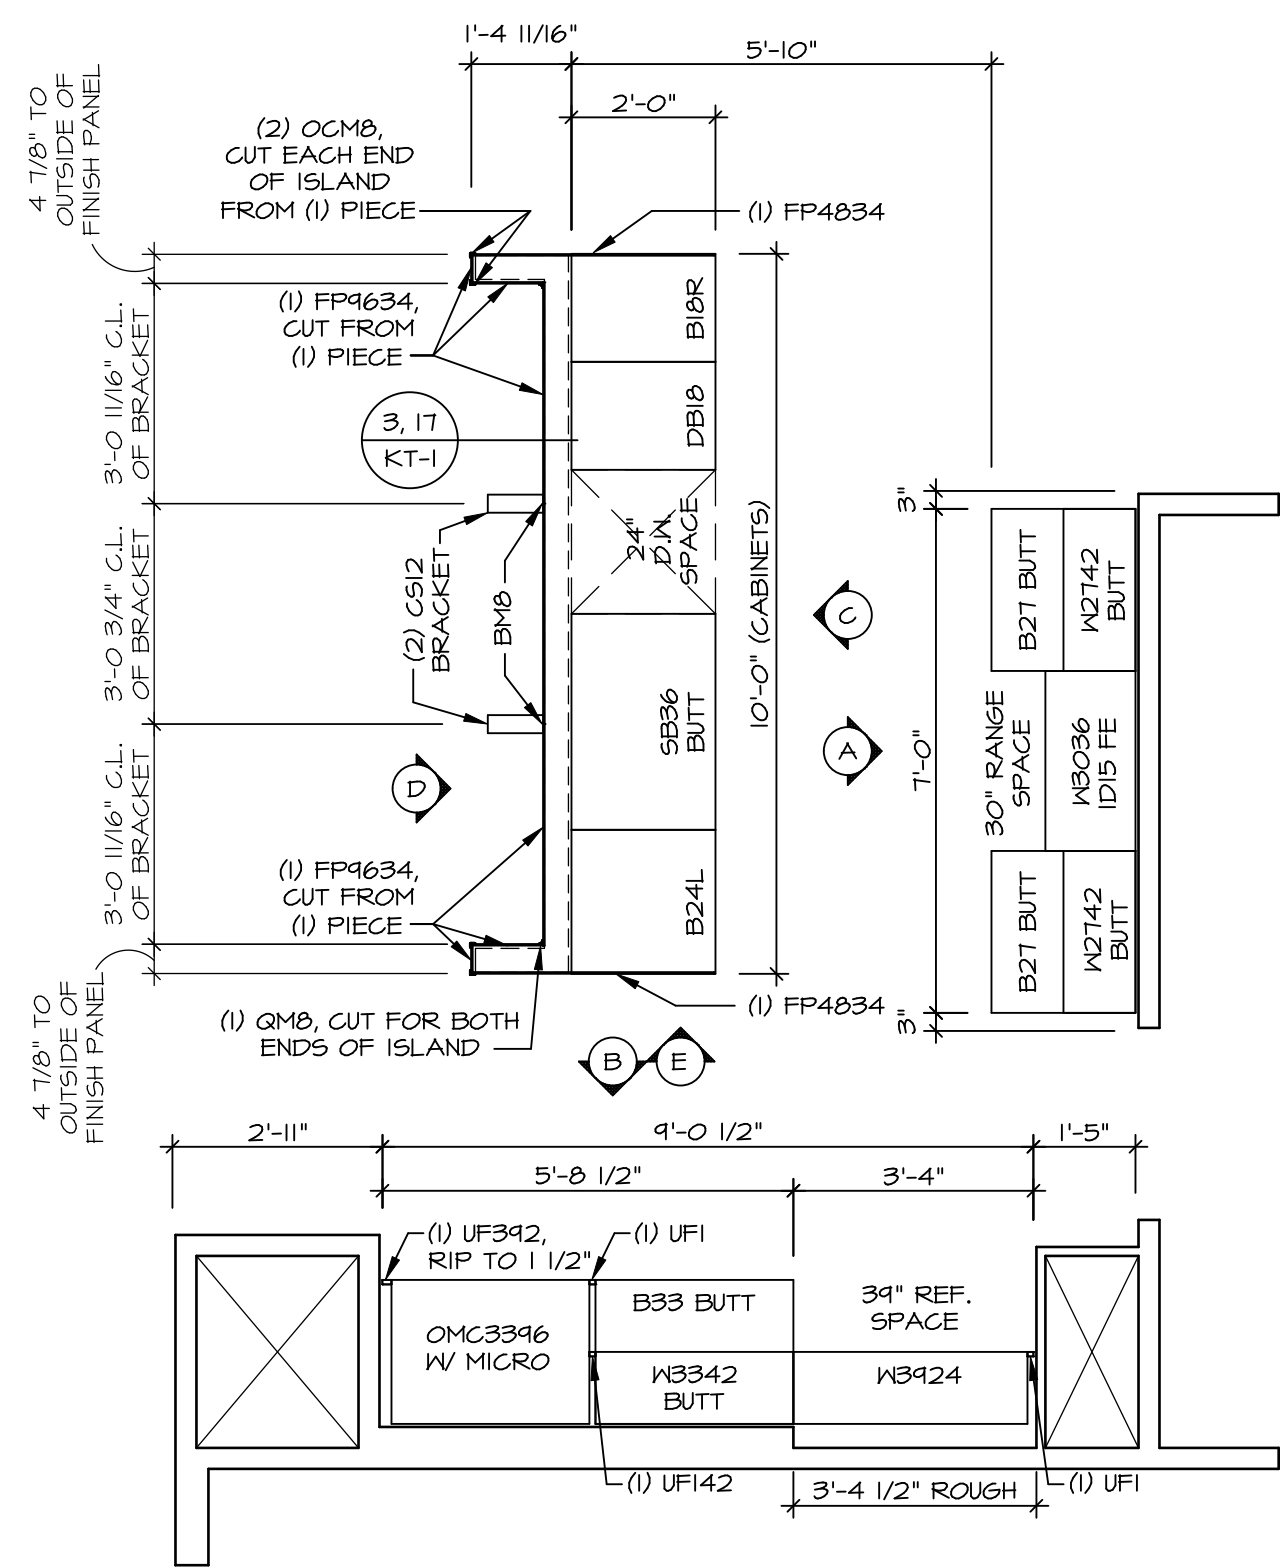 1'-4 11/16"
5'-10"
2'-0"
4 7/8" TO
OUTSIDE OF
FINISH PANEL
(2) OCM8,
CUT EACH END
OF ISLAND
FROM (1) PIECE
(1) FP4834
(1) FP9634,
CUT FROM
(1) PIECE
3'-0 11/16" C.L.
OF BRACKET
3, 17
KT-1
B18R
DB18
24"
D.W.
SPACE
3'-0 3/4" C.L.
OF BRACKET
(2) CS12
BRACKET
BM8
SB36
BUTT
10'-0" (CABINETS)
C
A
D
3'-0 11/16" C.L.
OF BRACKET
(1) FP9634,
CUT FROM
(1) PIECE
B24L
(1) FP4834
4 7/8" TO
OUTSIDE OF
FINISH PANEL
(1) QM8, CUT FOR BOTH
ENDS OF ISLAND
B
E
3"
7'-0"
3"
B27 BUTT
W2742
BUTT
30" RANGE
SPACE
W3036
1D15 FE
B27 BUTT
W2742
BUTT
2'-11"
9'-0 1/2"
1'-5"
5'-8 1/2"
3'-4"
(1) UF392,
RIP TO 1 1/2"
(1) UF1
B33 BUTT
39" REF.
SPACE
OMC3396
W/ MICRO
W3342
BUTT
W3924
(1) UF142
3'-4 1/2" ROUGH
(1) UF1